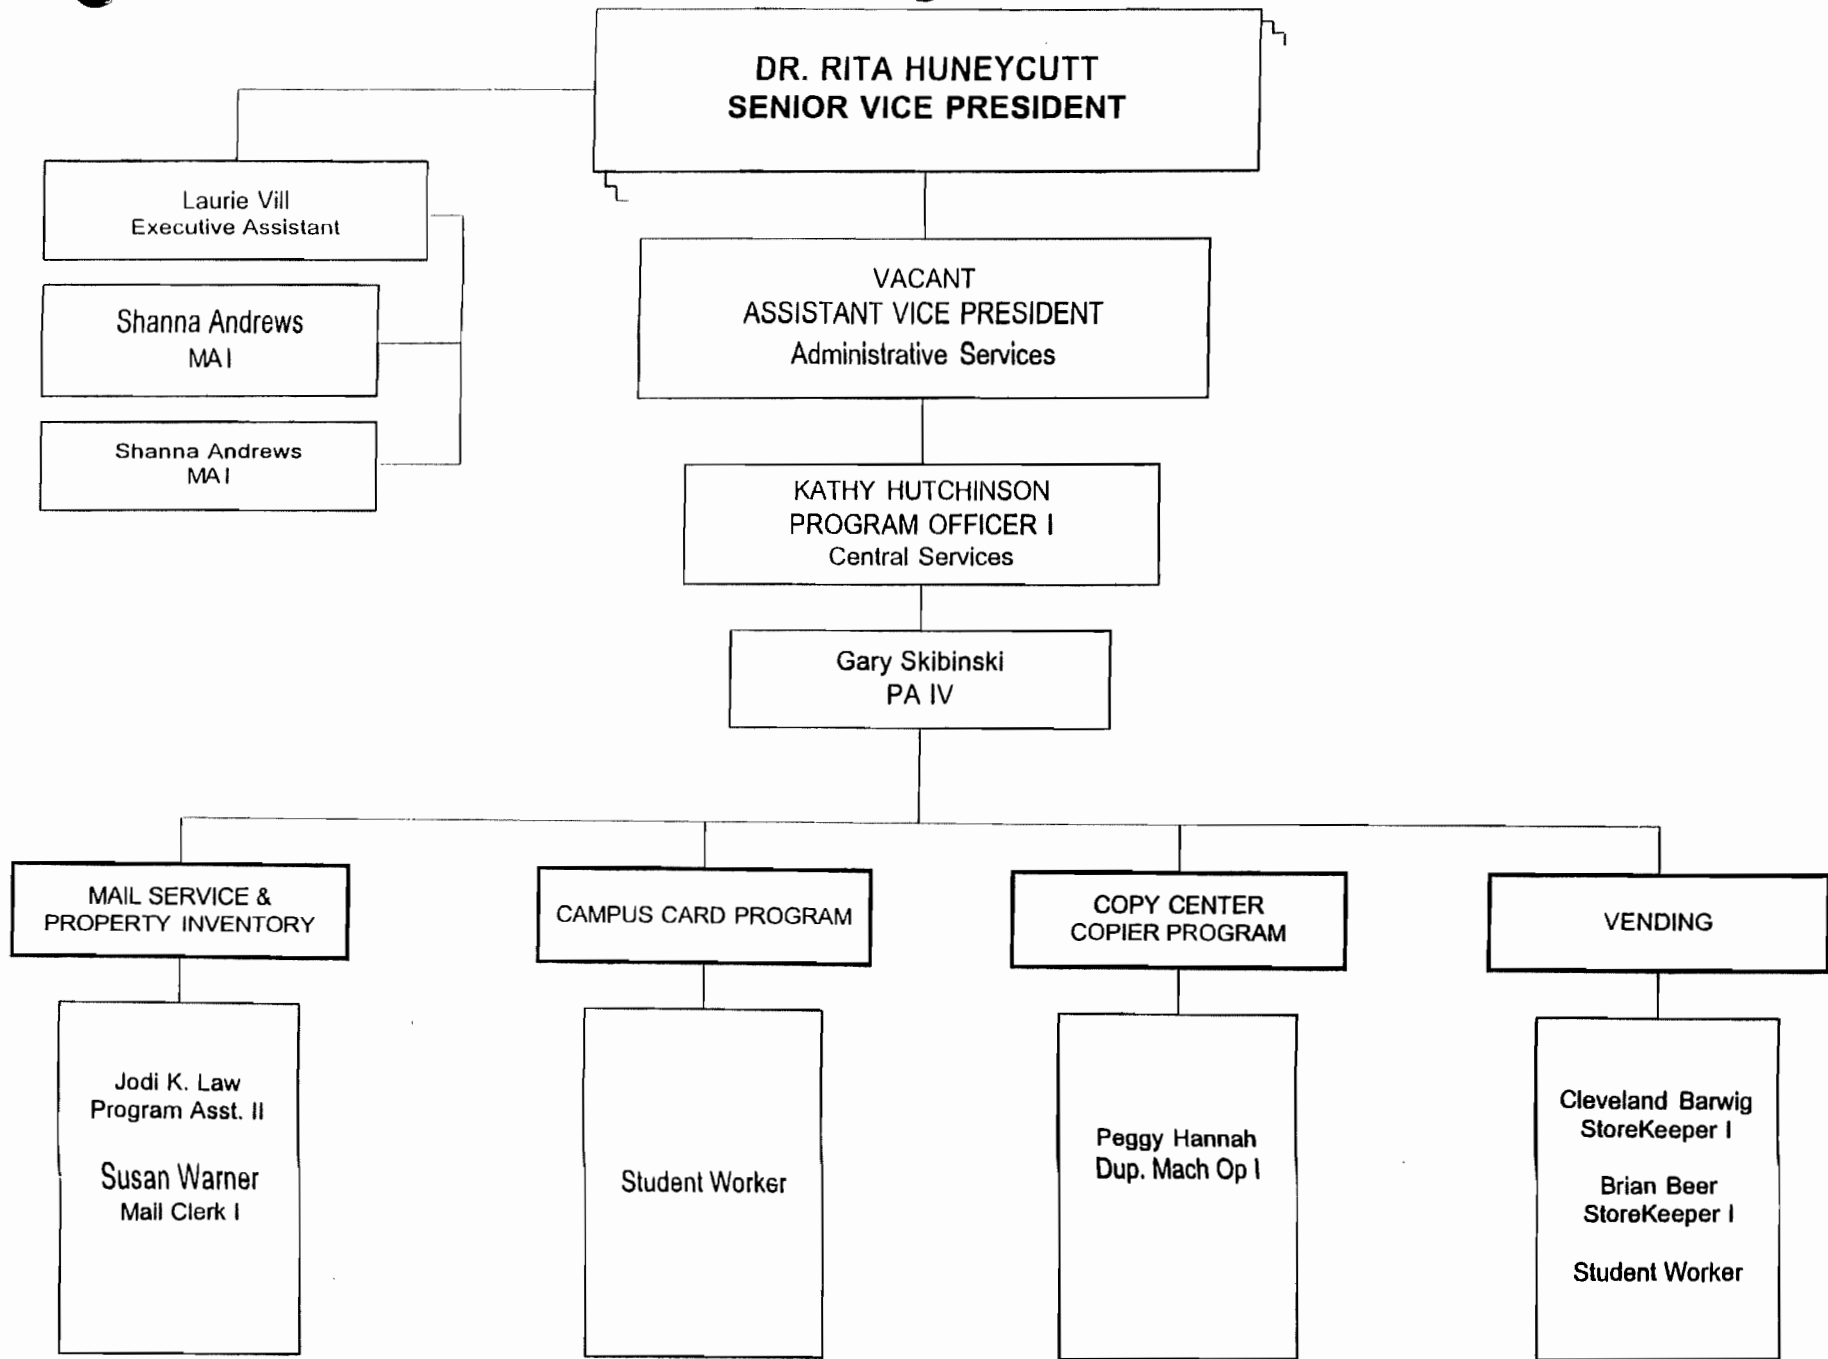 DR. RITA HUNEYCUTT
SENIOR VICE PRESIDENT
Laurie Vill
Executive Assistant
Shanna Andrews
MA I
Shanna Andrews
MA I
VACANT
ASSISTANT VICE PRESIDENT
Administrative Services
KATHY HUTCHINSON
PROGRAM OFFICER I
Central Services
Gary Skibinski
PA IV
MAIL SERVICE &
PROPERTY INVENTORY
CAMPUS CARD PROGRAM
COPY CENTER
COPIER PROGRAM
VENDING
Jodi K. Law
Program Asst. II
Susan Warner
Mail Clerk I
Student Worker
Peggy Hannah
Dup. Mach Op I
Cleveland Barwig
StoreKeeper I
Brian Beer
StoreKeeper I
Student Worker